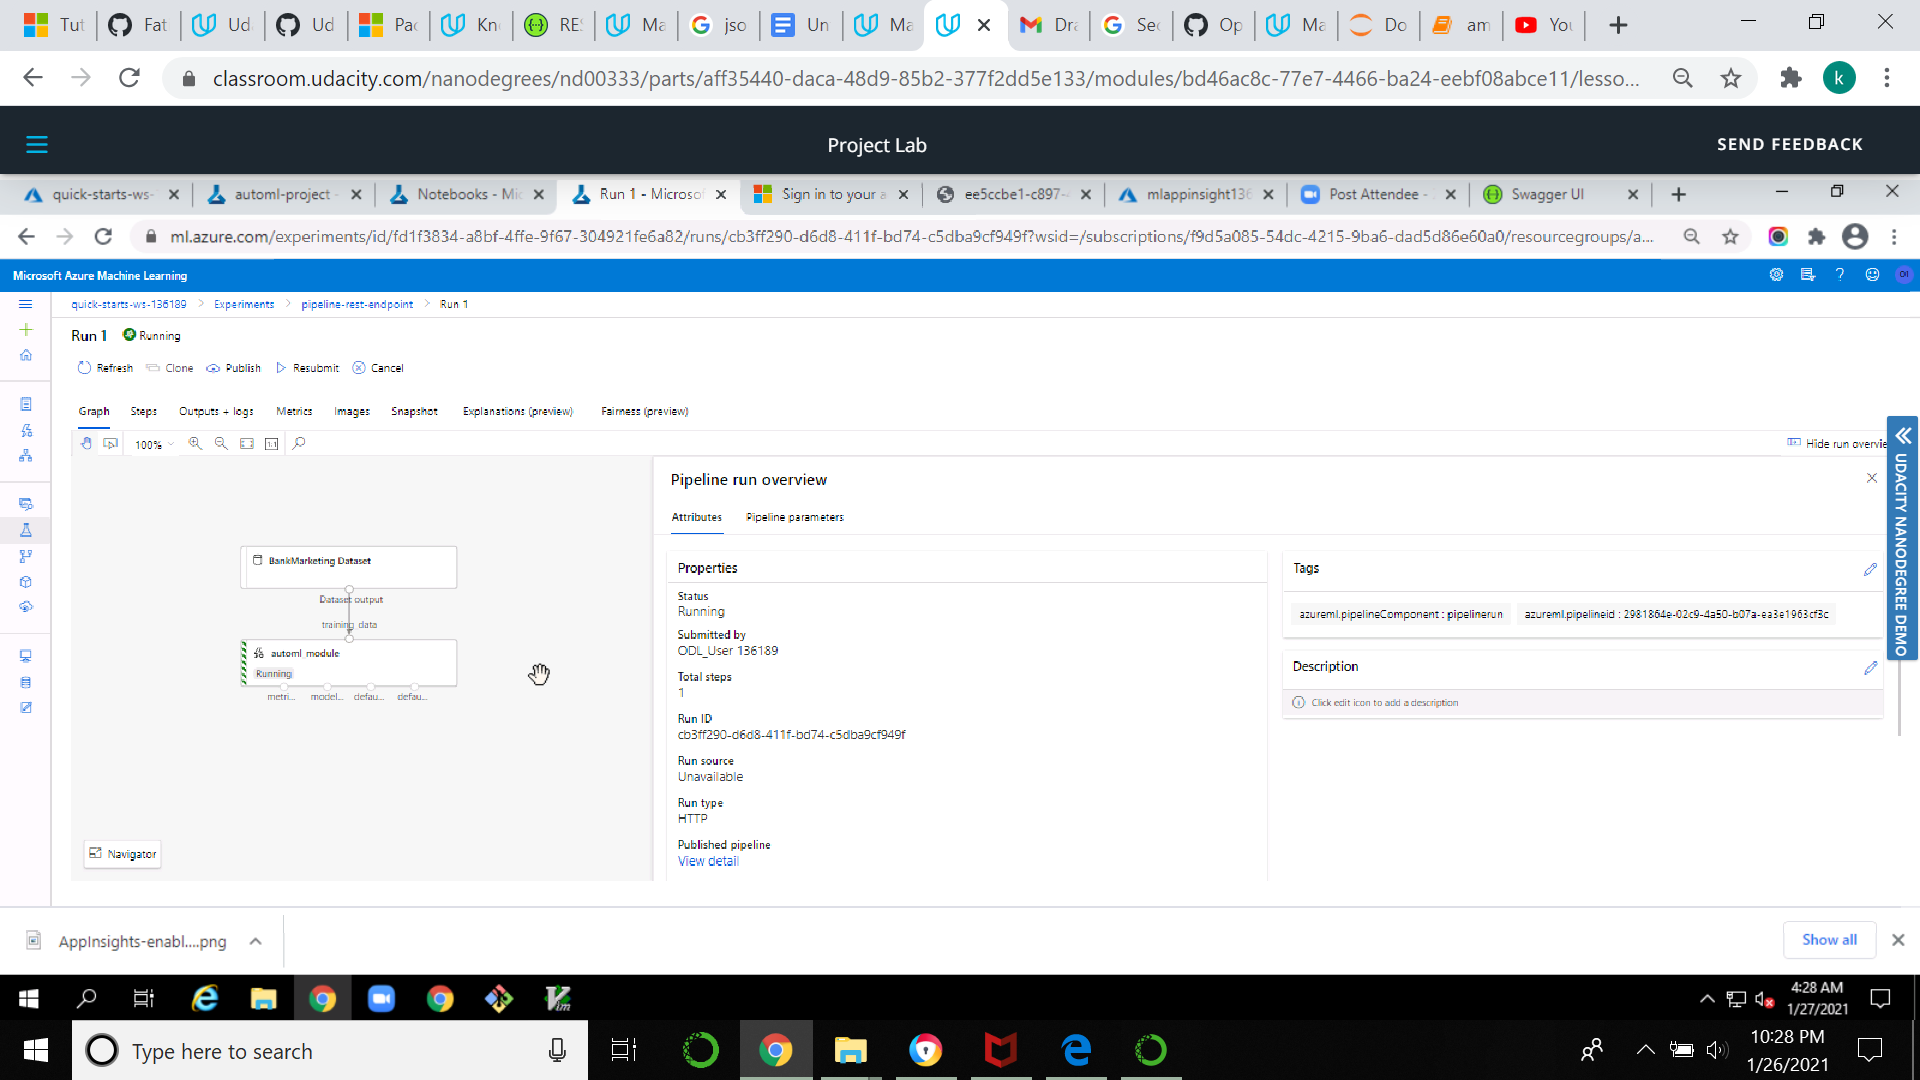 Tut
Fat
Ud
Pac
Kn
RES
Ma
jso
Un
Ma
Dra
Sec
Op
Ma
Do
am
You
classroom.udacity.com/nanodegrees/nd00333/parts/aff35440-daca-48d9-85b2-377f2dd5e133/modules/bd46ac8c-77e7-4466-ba24-eebf08abce11/lesso...
k
Project Lab
SEND FEEDBACK
quick-starts-ws-
automl-project -
Notebooks - Mic
Run 1 - Microsof
Sign in to your a
ee5ccbe1-c897-4
mlappinsight136
Post Attendee -
Swagger UI
ml.azure.com/experiments/id/fd1f3834-a8bf-4ffe-9f67-304921fe6a82/runs/cb3ff290-d6d8-411f-bd74-c5dba9cf949f?wsid=/subscriptions/f9d5a085-54dc-4215-9ba6-dad5d86e60a0/resourcegroups/a...
Microsoft Azure Machine Learning
quick-starts-ws-136189 > Experiments > pipeline-rest-endpoint > Run 1
Run 1 Running
Refresh Clone Publish Resubmit Cancel
Graph Steps Outputs + logs Metrics Images Snapshot Explanations (preview) Fairness (preview)
100%
Hide run overvie
Pipeline run overview
Attributes Pipeline parameters
BankMarketing Dataset
Dataset output
training_data
automl_module
Running
metri... model... defau... defau...
Navigator
Properties
Status
Running
Submitted by
ODL_User 136189
Total steps
1
Run ID
cb3ff290-d6d8-411f-bd74-c5dba9cf949f
Run source
Unavailable
Run type
HTTP
Published pipeline
View detail
Tags
azureml.pipelineComponent : pipelinerun
azureml.pipelineid : 2981864e-02c9-4a50-b07a-ea3e1963cf3c
Description
Click edit icon to add a description
UDACITY NANODEGREE DEMO
AppInsights-enabl....png
Show all
4:28 AM
1/27/2021
Type here to search
10:28 PM
1/26/2021